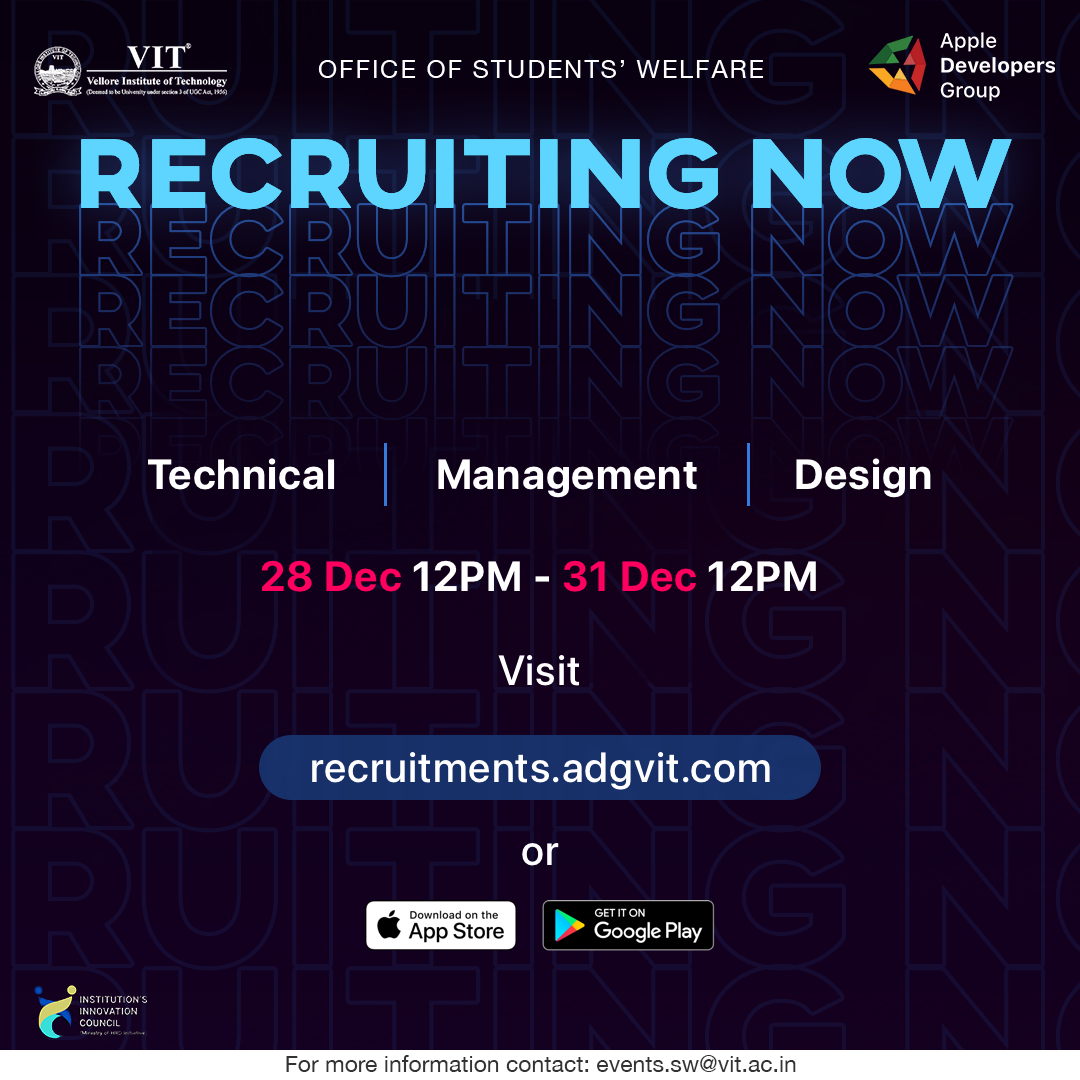 VIT®
Vellore Institute of Technology
(Deemed to be University under section 3 of UGC Act, 1956)
OFFICE OF STUDENTS’ WELFARE
Apple
Developers
Group
RECRUITING NOW
RECRUITING NOW
RECRUITING NOW
RECRUITING NOW
Technical | Management | Design
28 Dec 12PM - 31 Dec 12PM
Visit
recruitments.adgvit.com
or
Download on the
App Store
GET IT ON
Google Play
INSTITUTION'S
INNOVATION
COUNCIL
(Ministry of HRD Initiative)
For more information contact: events.sw@vit.ac.in